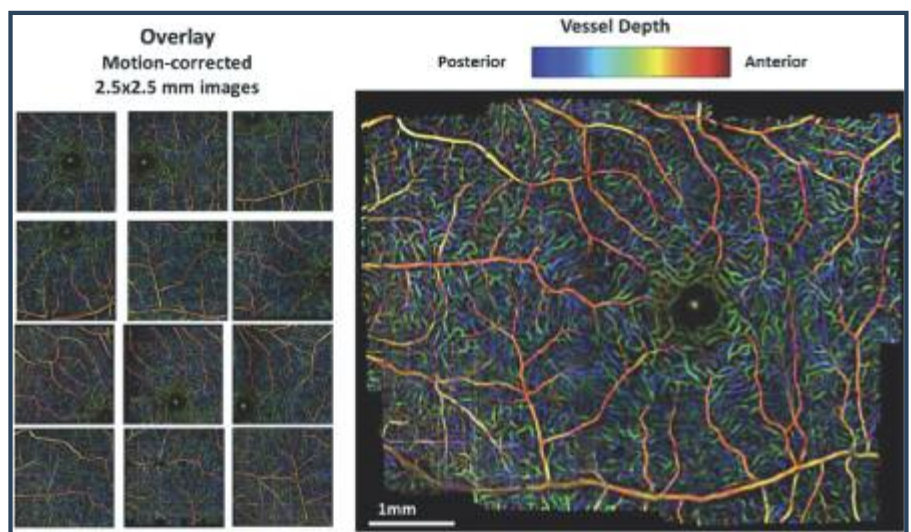 Overlay
Motion-corrected
2.5x2.5 mm images
Vessel Depth
Posterior
Anterior
1mm